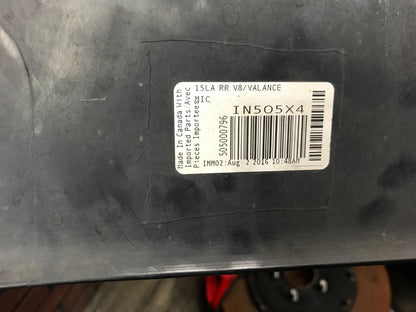 15LA RR V8/VALANCE
MIC
IN505X4
505000796
IMM02:Aug 2 2016 10:48AM
Made In Canada With
Imported Parts/Avec
Pieces Importees